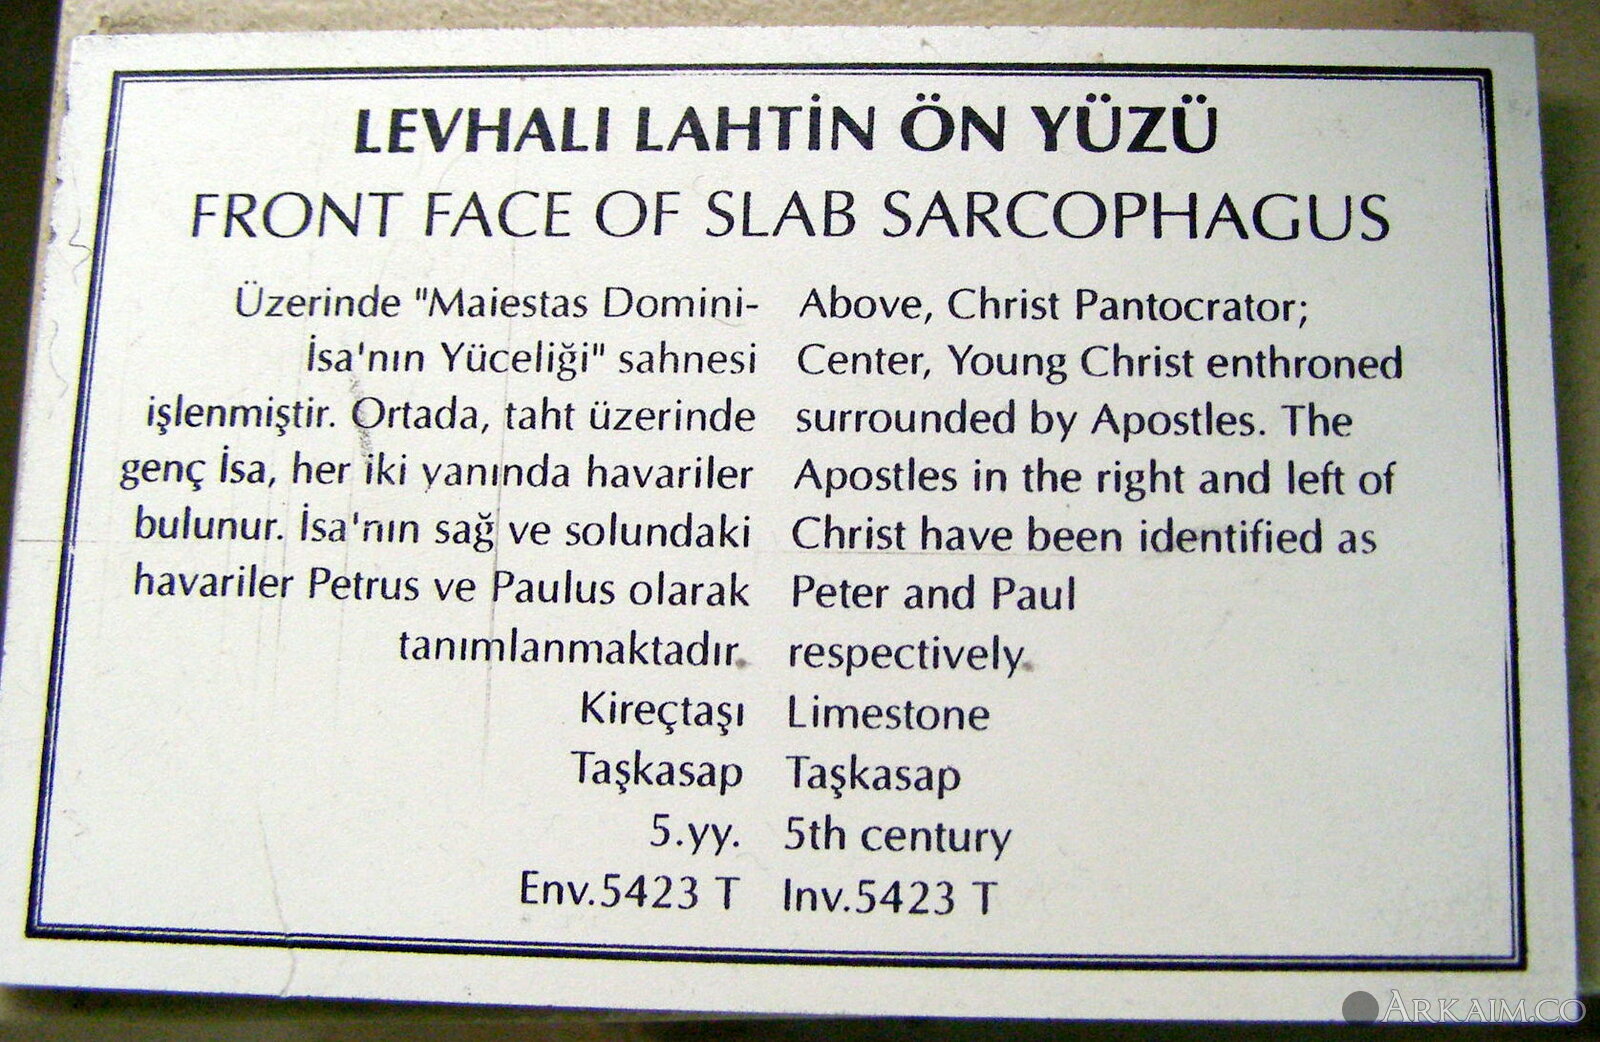 LEVHALI LAHTİN ÖN YÜZÜ
FRONT FACE OF SLAB SARCOPHAGUS
Üzerinde "Maiestas Domini-
İsa'nın Yüceliği" sahnesi
işlenmiştir. Ortada, taht üzerinde
genç İsa, her iki yanında havariler
bulunur. İsa'nın sağ ve solundaki
havariler Petrus ve Paulus olarak
tanımlanmaktadır.
Kireçtaşı
Taşkasap
5.yy.
Env.5423 T
Above, Christ Pantocrator;
Center, Young Christ enthroned
surrounded by Apostles. The
Apostles in the right and left of
Christ have been identified as
Peter and Paul
respectively.
Limestone
Taşkasap
5th century
Inv.5423 T
ARKAIM.CO